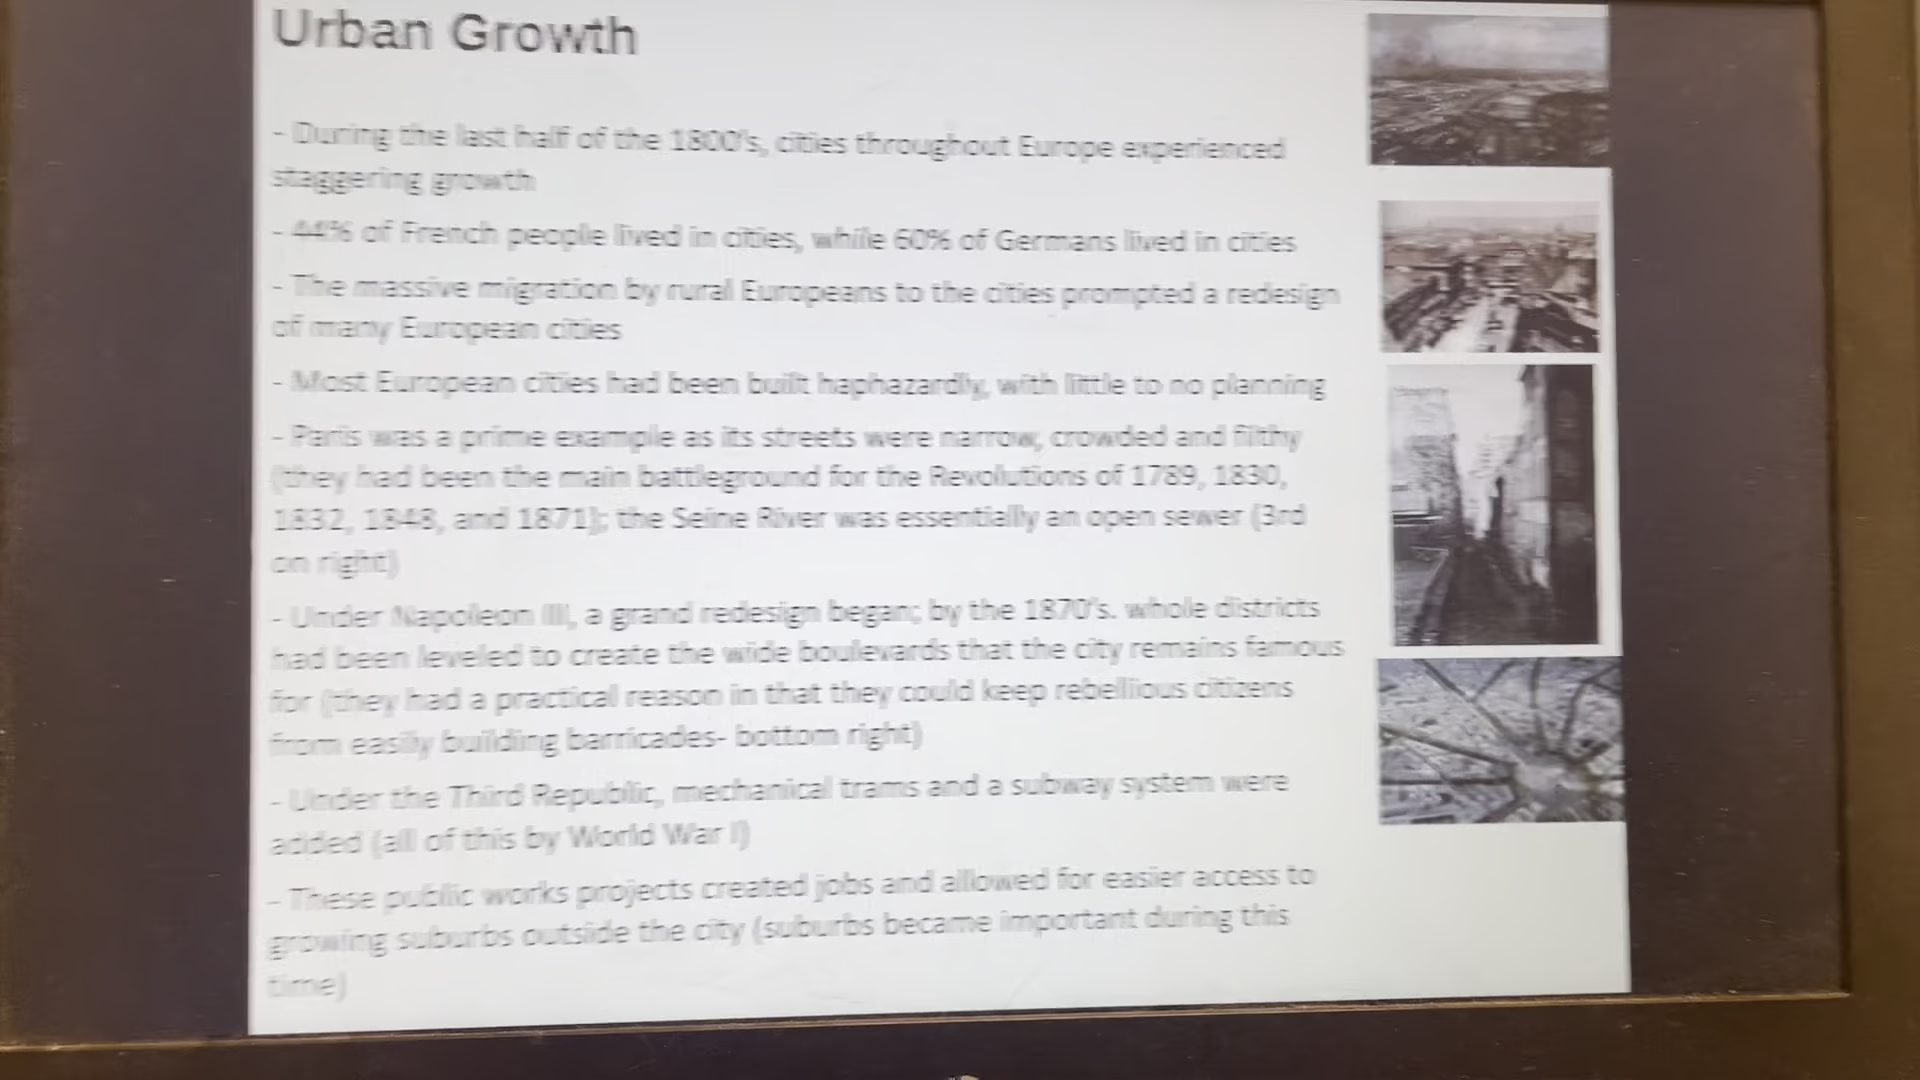 Urban Growth
- During the last half of the 1800's, cities throughout Europe experienced
staggering growth
- 44% of French people lived in cities, while 60% of Germans lived in cities
- The massive migration by rural Europeans to the cities prompted a redesign
of many European cities
- Most European cities had been built haphazardly, with little to no planning
- Paris was a prime example as its streets were narrow, crowded and filthy
(they had been the main battleground for the Revolutions of 1789, 1830,
1832, 1848, and 1871); the Seine River was essentially an open sewer (3rd
on right)
- Under Napoleon III, a grand redesign began; by the 1870's. whole districts
had been leveled to create the wide boulevards that the city remains famous
for (they had a practical reason in that they could keep rebellious citizens
from easily building barricades- bottom right)
- Under the Third Republic, mechanical trams and a subway system were
added (all of this by World War I)
- These public works projects created jobs and allowed for easier access to
growing suburbs outside the city (suburbs became important during this
time)